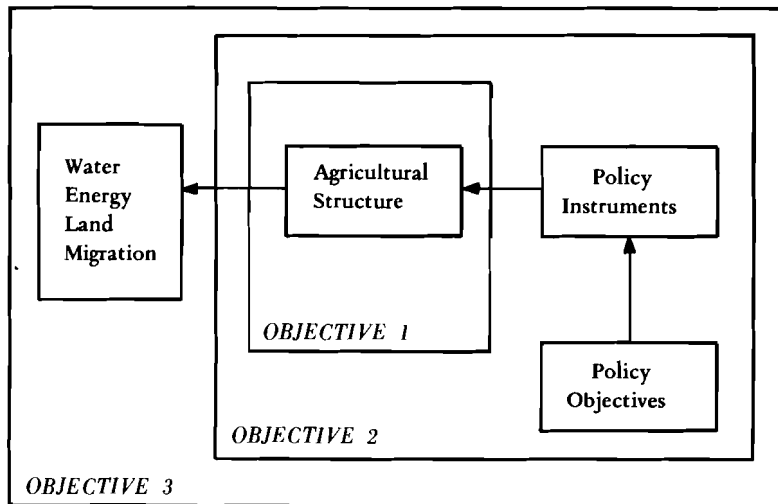 Water
Energy
Land
Migration
Agricultural
Structure
Policy
Instruments
OBJECTIVE 1
Policy
Objectives
OBJECTIVE 2
OBJECTIVE 3